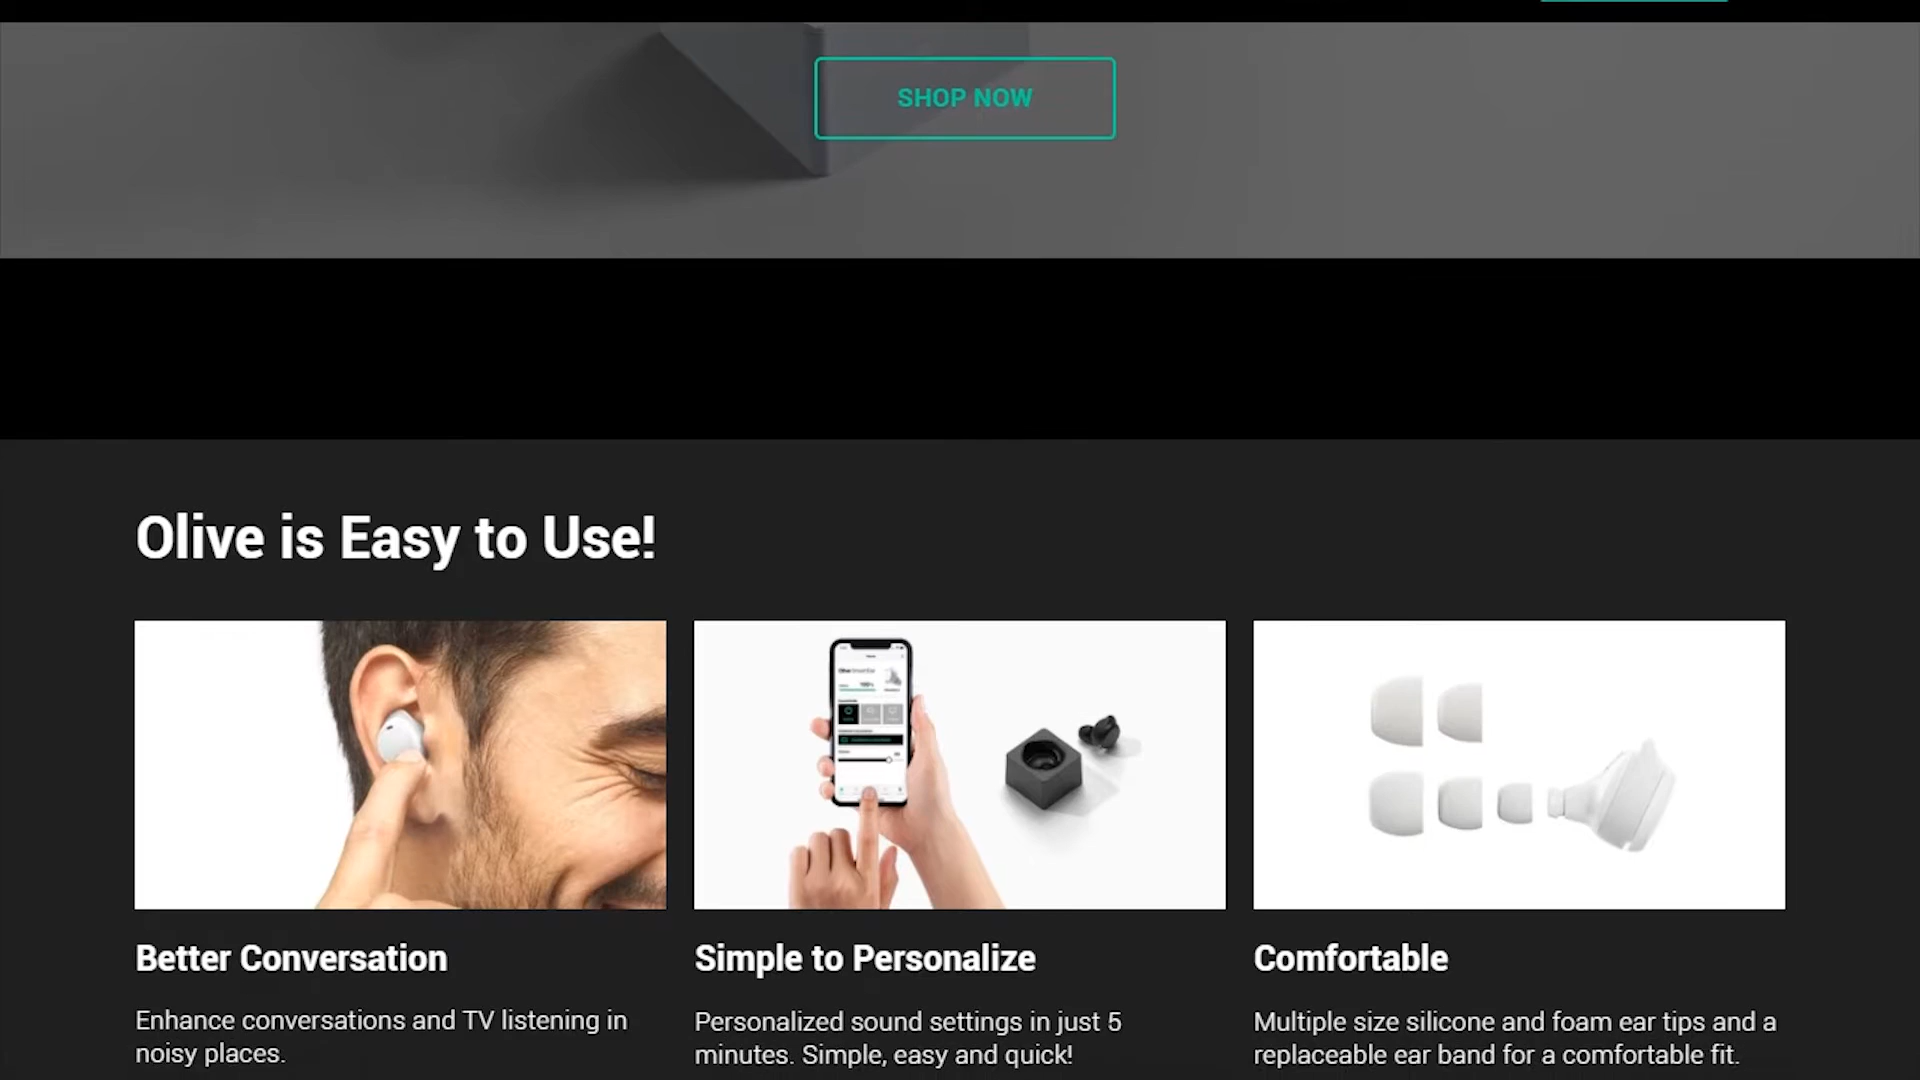 SHOP NOW
Olive is Easy to Use!
Better Conversation
Enhance conversations and TV listening in
noisy places.
Simple to Personalize
Personalized sound settings in just 5
minutes. Simple, easy and quick!
Comfortable
Multiple size silicone and foam ear tips and a
replaceable ear band for a comfortable fit.